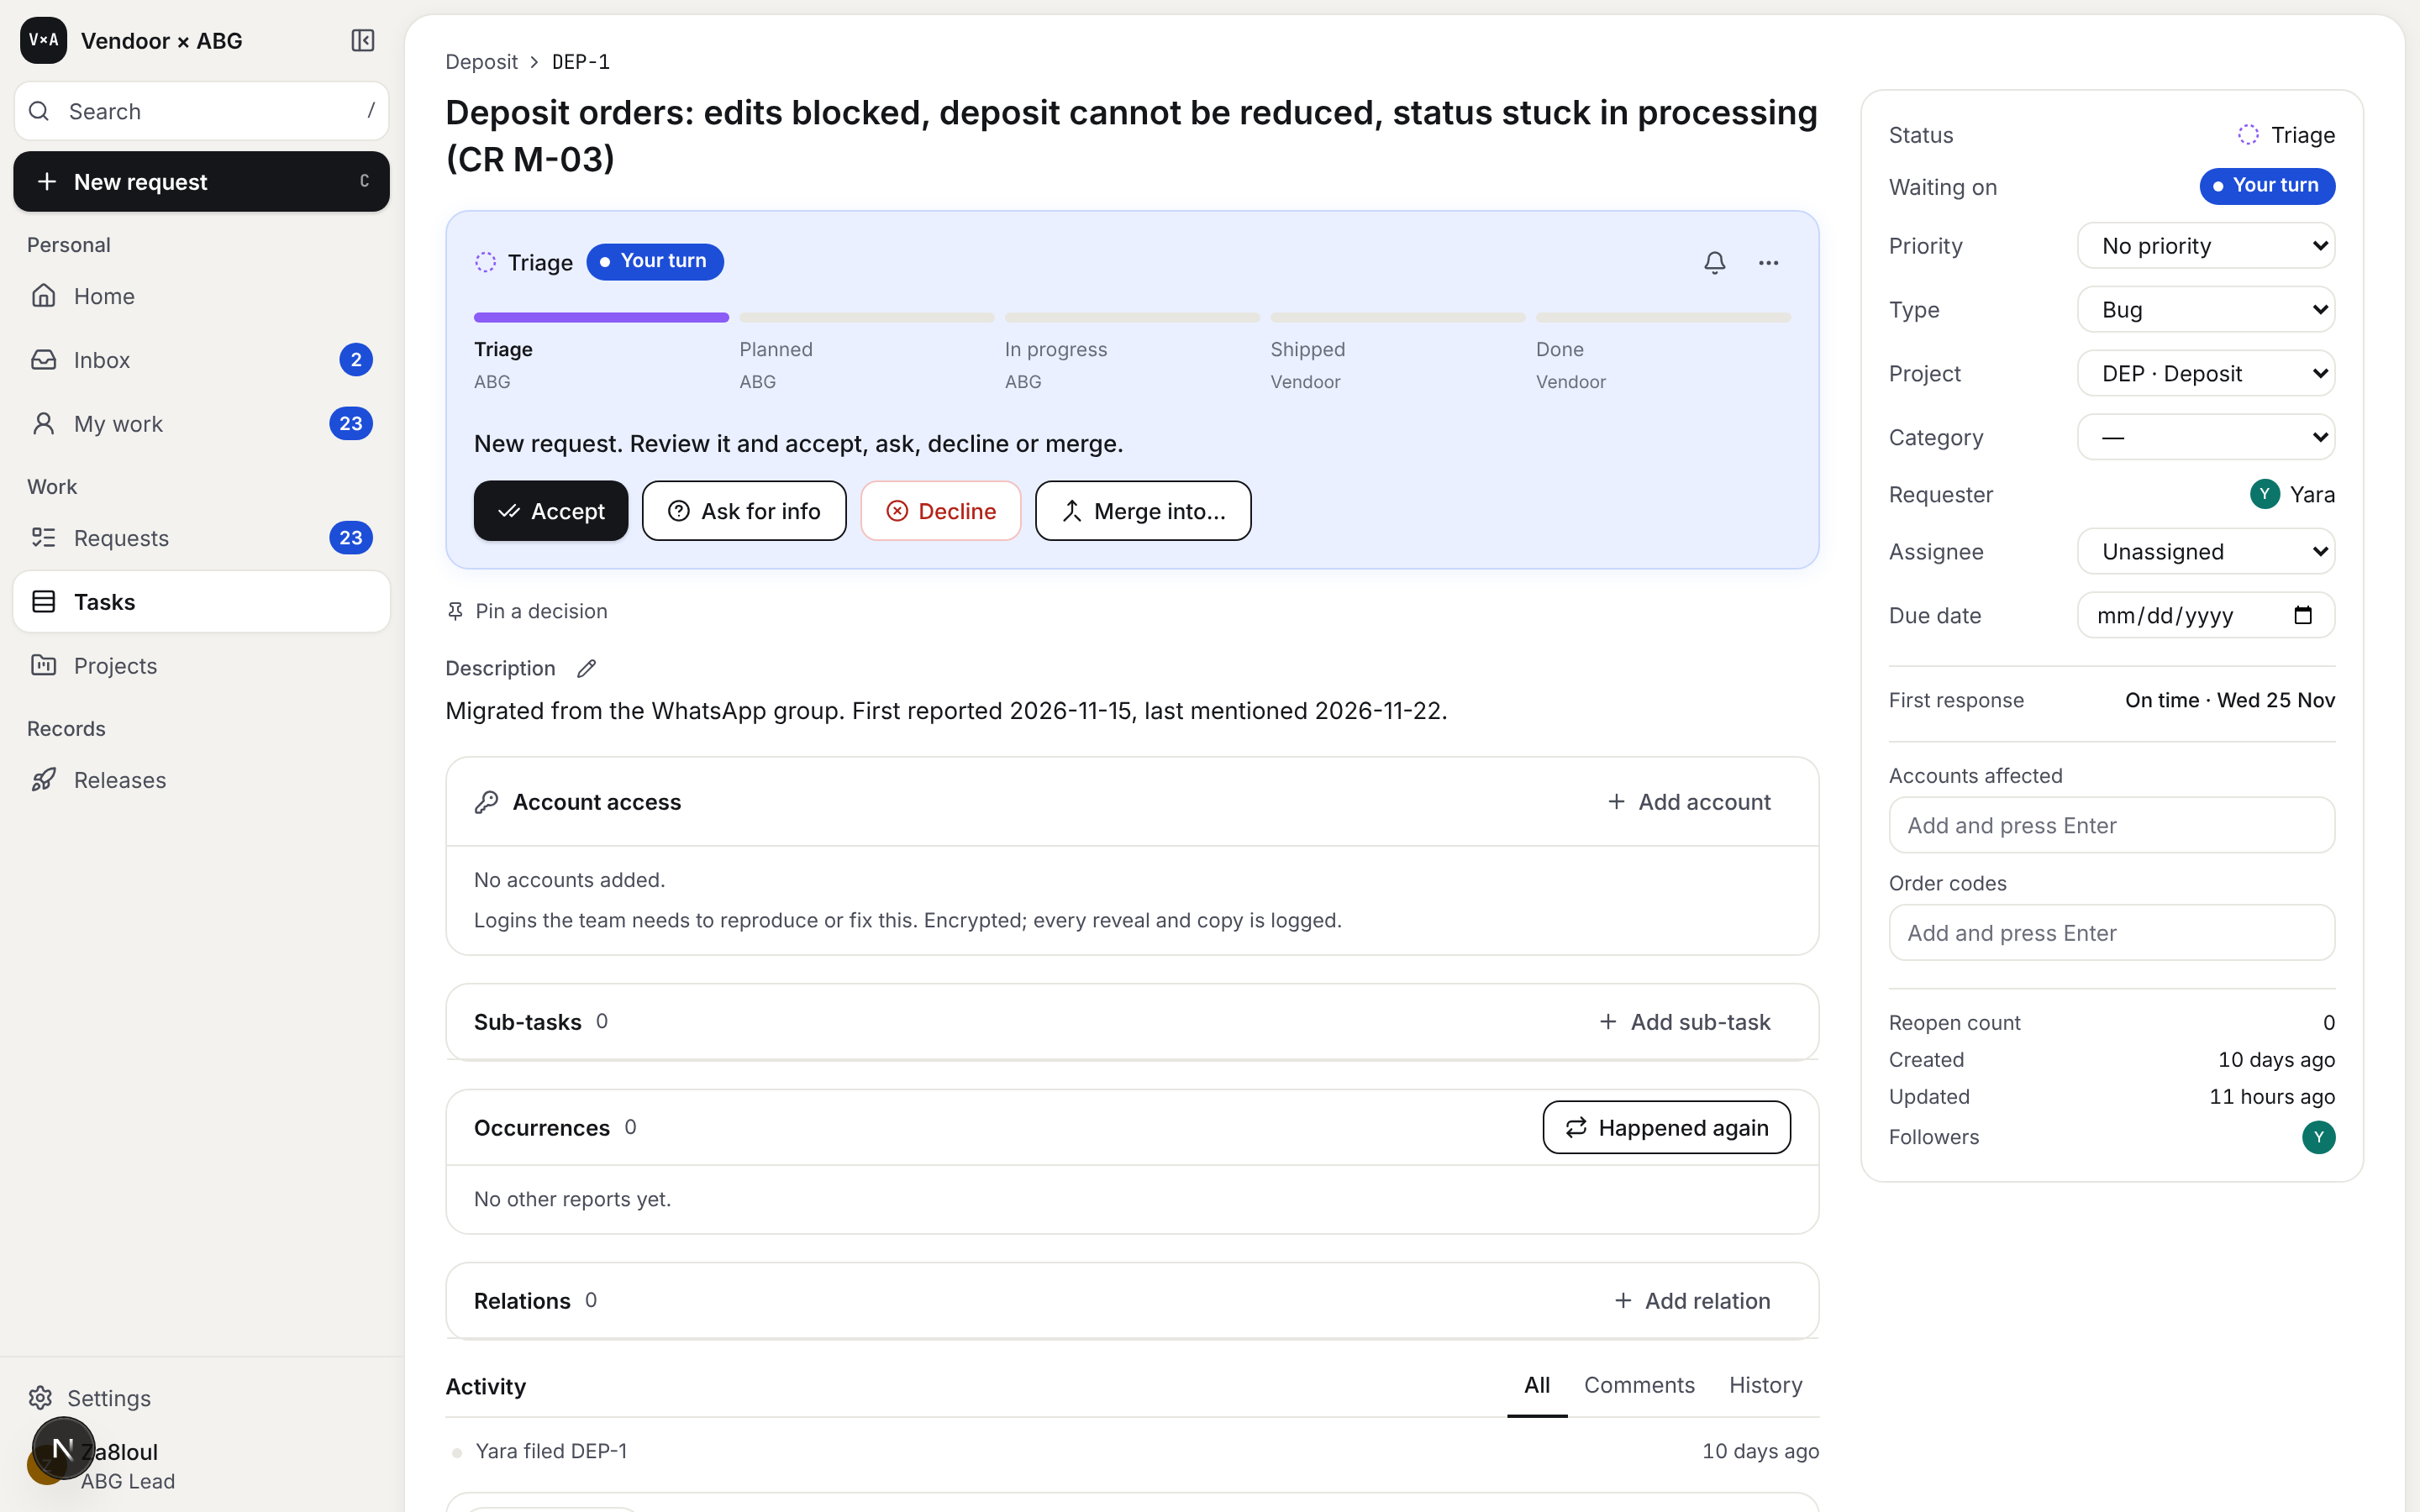 V×A
Vendoor × ABG
Search /
New request C
Personal
Home
Inbox 2
My work 23
Work
Requests 23
Tasks
Projects
Records
Releases
Settings
N
Za8loul
ABG Lead
Deposit > DEP-1
Deposit orders: edits blocked, deposit cannot be reduced, status stuck in processing
(CR M-03)
Triage Your turn
Triage Planned In progress Shipped Done
ABG ABG ABG Vendoor Vendoor
New request. Review it and accept, ask, decline or merge.
Accept Ask for info Decline Merge into...
Pin a decision
Description
Migrated from the WhatsApp group. First reported 2026-11-15, last mentioned 2026-11-22.
Account access + Add account
No accounts added.
Logins the team needs to reproduce or fix this. Encrypted; every reveal and copy is logged.
Sub-tasks 0 + Add sub-task
Occurrences 0 Happened again
No other reports yet.
Relations 0 + Add relation
Activity All Comments History
Yara filed DEP-1 10 days ago
Status Triage
Waiting on Your turn
Priority No priority
Type Bug
Project DEP · Deposit
Category —
Requester Y Yara
Assignee Unassigned
Due date mm/dd/yyyy
First response On time · Wed 25 Nov
Accounts affected
Add and press Enter
Order codes
Add and press Enter
Reopen count 0
Created 10 days ago
Updated 11 hours ago
Followers Y